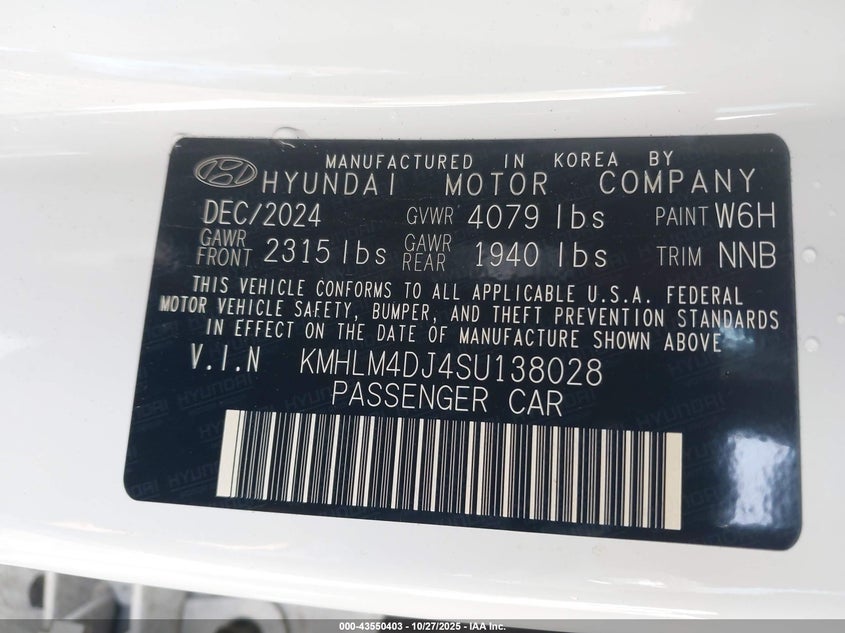 MANUFACTURED IN KOREA BY
HYUNDAI MOTOR COMPANY
DEC/2024 GVWR 4079 lbs PAINT W6H
GAWR FRONT 2315 lbs GAWR REAR 1940 lbs TRIM NNB
THIS VEHICLE CONFORMS TO ALL APPLICABLE U.S.A. FEDERAL
MOTOR VEHICLE SAFETY, BUMPER, AND THEFT PREVENTION STANDARDS
IN EFFECT ON THE DATE OF MANUFACTURE SHOWN ABOVE
V.I.N KMHLM4DJ4SU138028
PASSENGER CAR
000-43550403 - 10/27/2025 - IAA Inc.